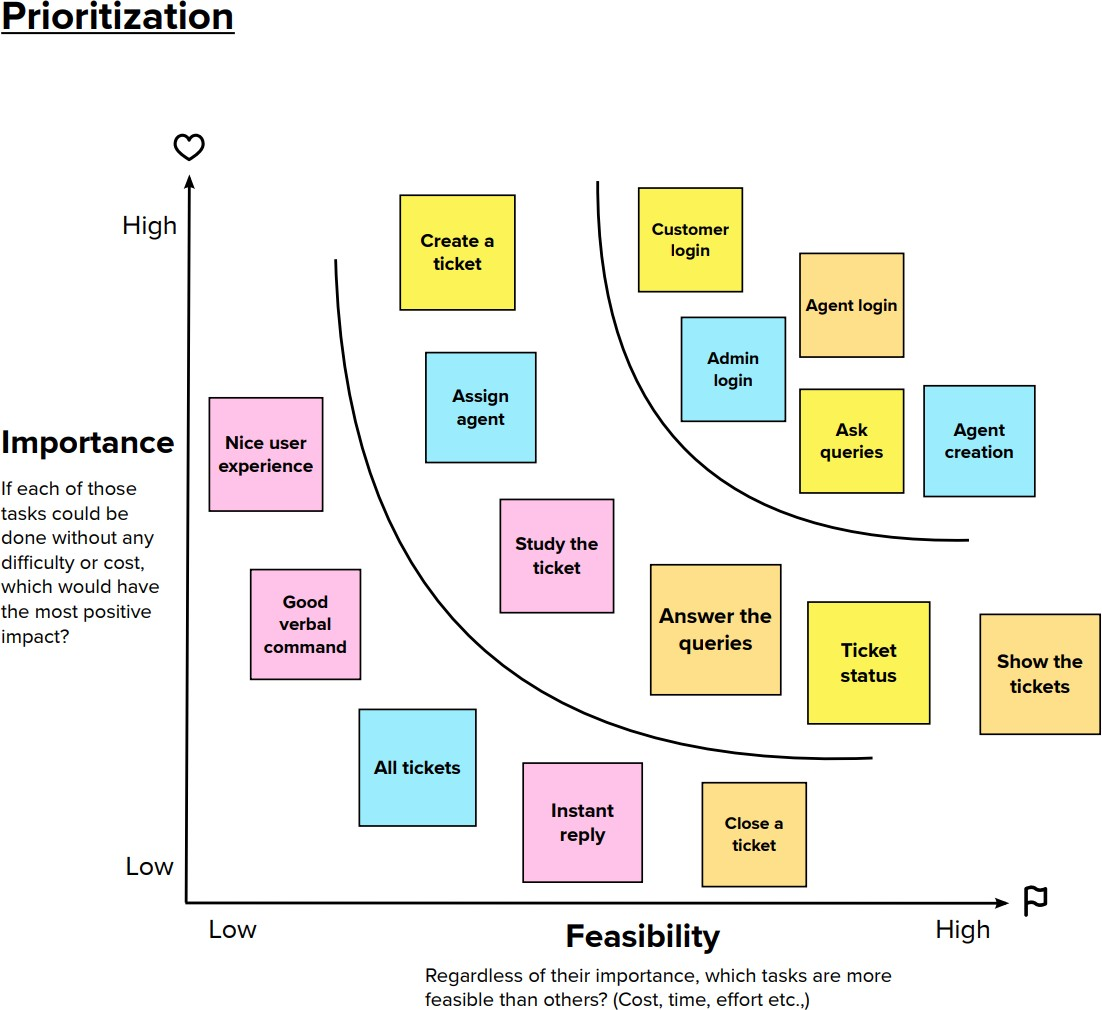 Prioritization
High
Create a
ticket
Customer
login
Agent login
Admin
login
Assign
agent
Ask
queries
Agent
creation
Nice user
experience
Importance
If each of those
tasks could be
done without any
difficulty or cost,
which would have
the most positive
impact?
Study the
ticket
Good
verbal
command
Answer the
queries
Ticket
status
Show the
tickets
All tickets
Instant
reply
Close a
ticket
Low
Low
Feasibility
High
Regardless of their importance, which tasks are more
feasible than others? (Cost, time, effort etc.,)